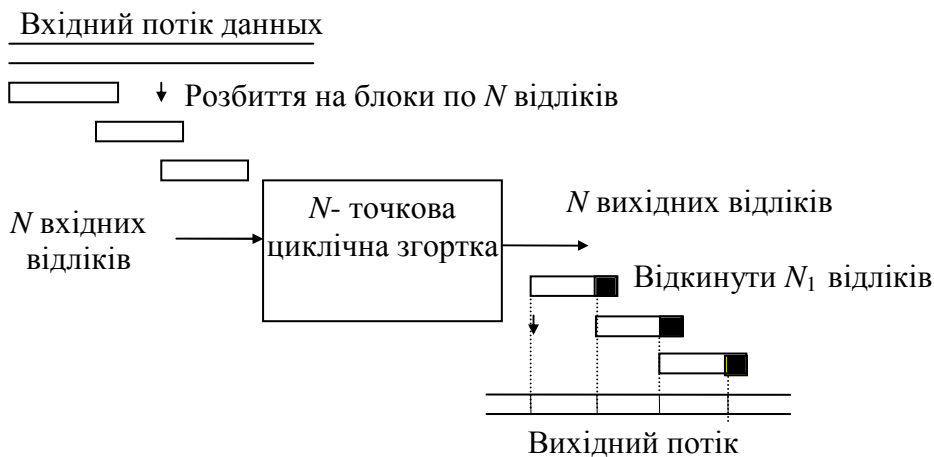 Вхідний потік данных
Розбиття на блоки по N відліків
N вхідних
відліків
N- точкова
циклічна згортка
N вихідних відліків
Відкинути N₁ відліків
Вихідний потік